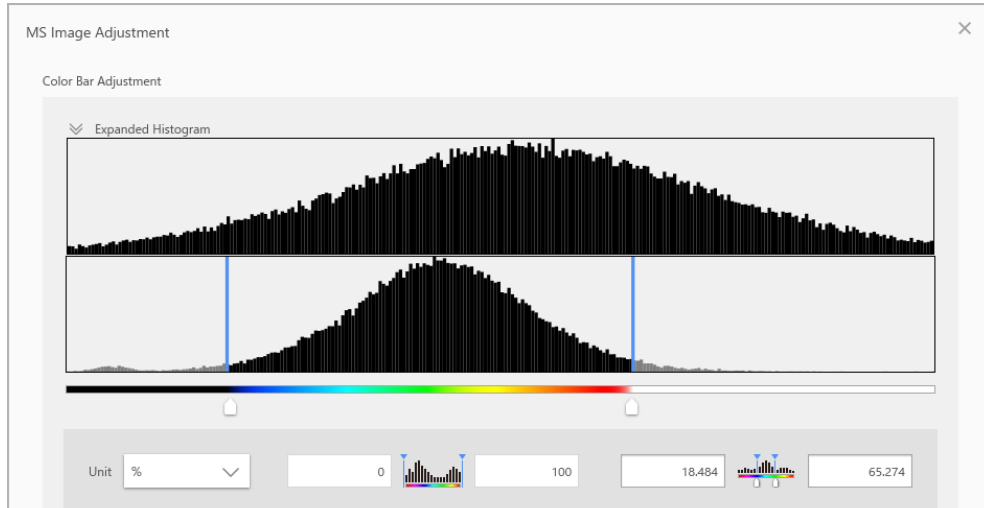 MS Image Adjustment
Color Bar Adjustment
Expanded Histogram
Unit % 0 100 18.484 65.274